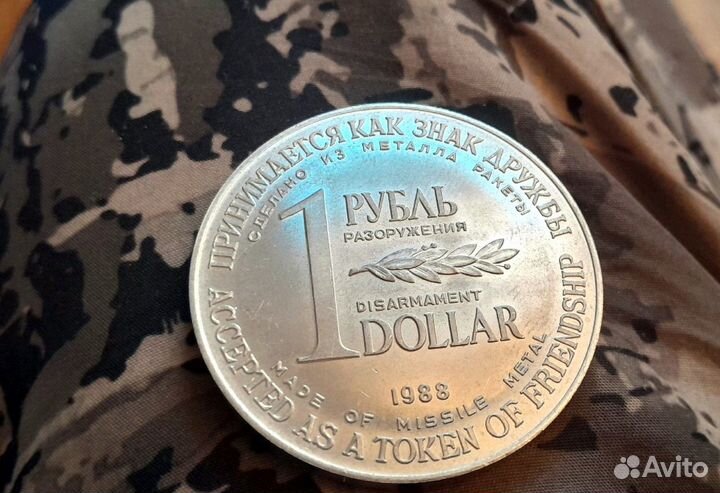 ПРИНИМАЕТСЯ КАК ЗНАК ДРУЖБЫ
СДЕЛАНО ИЗ МЕТАЛЛА РАКЕТЫ
1 РУБЛЬ
РАЗОРУЖЕНИЯ
DISARMAMENT
DOLLAR
1988
MADE OF MISSILE METAL
ACCEPTED AS A TOKEN OF FRIENDSHIP
Avito